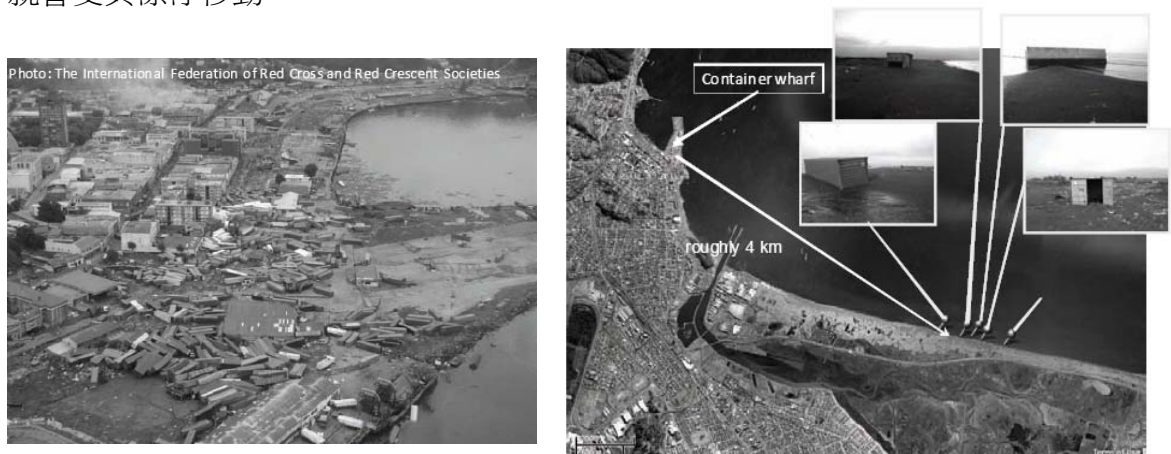 Photo: The International Federation of Red Cross and Red Crescent Societies
Container wharf
roughly 4 km